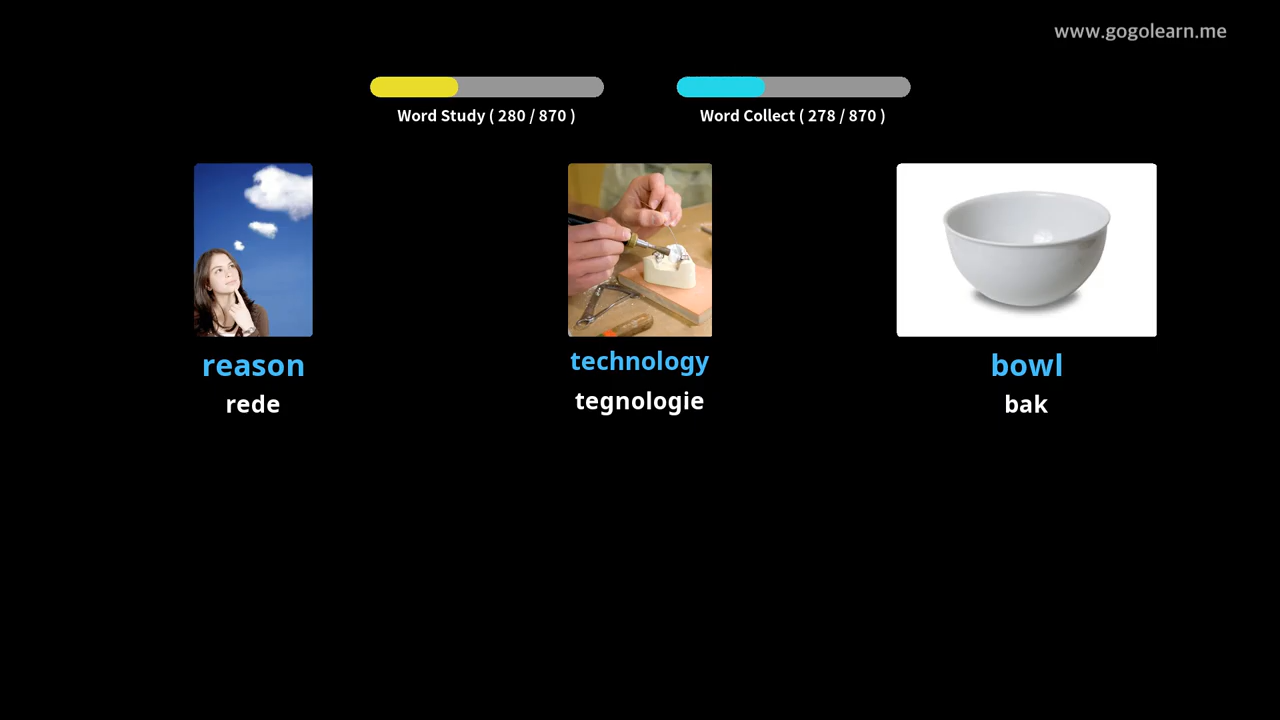 www.gogolearn.me
Word Study ( 280 / 870 )
Word Collect ( 278 / 870 )
reason
rede
technology
tegnologie
bowl
bak